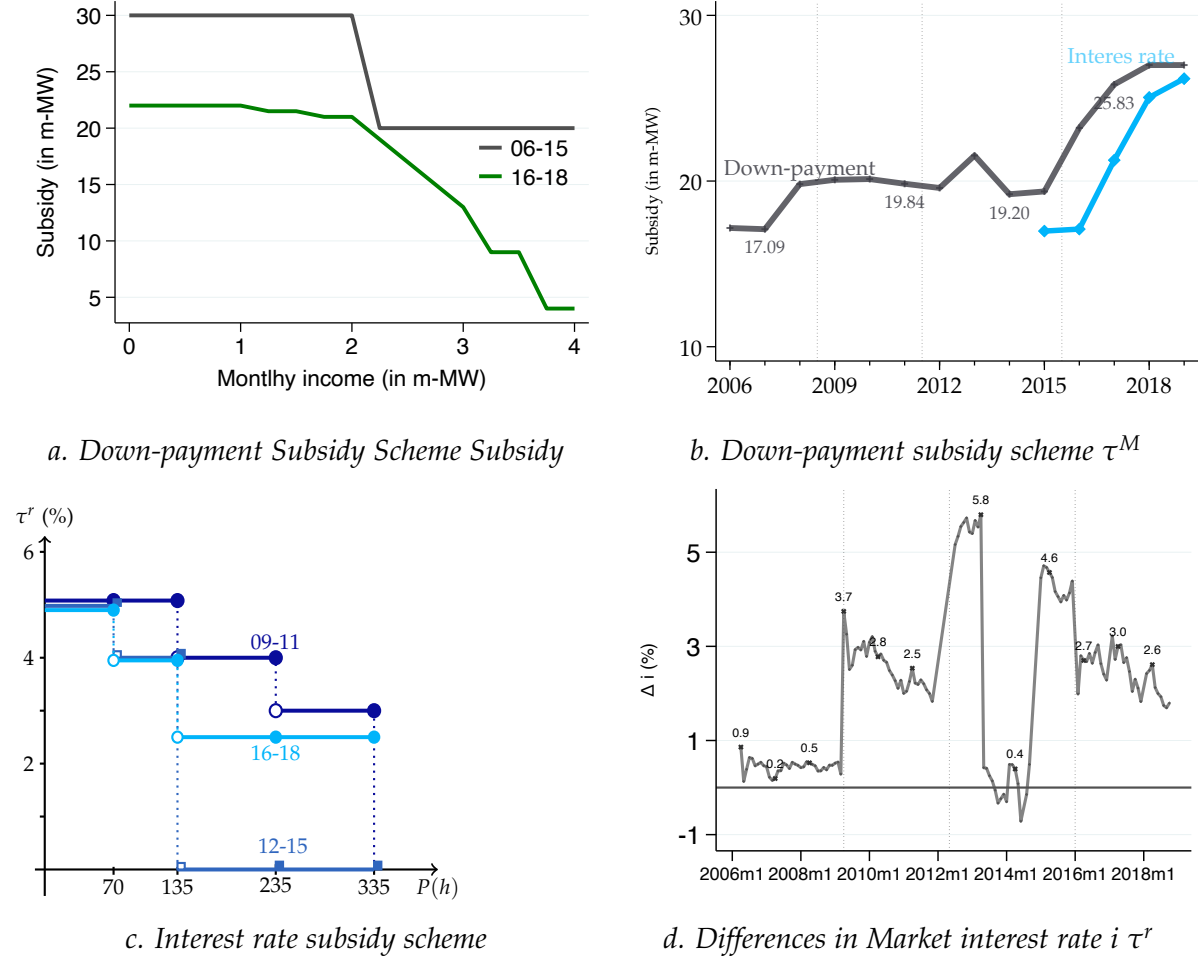 30
25
20
15
10
5
Subsidy (in m-MW)
06-15
16-18
0 1 2 3 4
Montlhy income (in m-MW)
a. Down-payment Subsidy Scheme Subsidy
30
20
10
Subsidy (in m-MW)
Interes rate
25.83
Down-payment
19.84
19.20
17.09
2006 2009 2012 2015 2018
b. Down-payment subsidy scheme τ^M
τ^r (%)
6
4
2
09-11
16-18
12-15
70 135 235 335 P(h)
c. Interest rate subsidy scheme
5
3
1
-1
Δ i (%)
5.8
4.6
3.7
2.8
2.5
2.7
3.0
2.6
0.9
0.2
0.5
0.4
2006m1 2008m1 2010m1 2012m1 2014m1 2016m1 2018m1
d. Differences in Market interest rate i τ^r